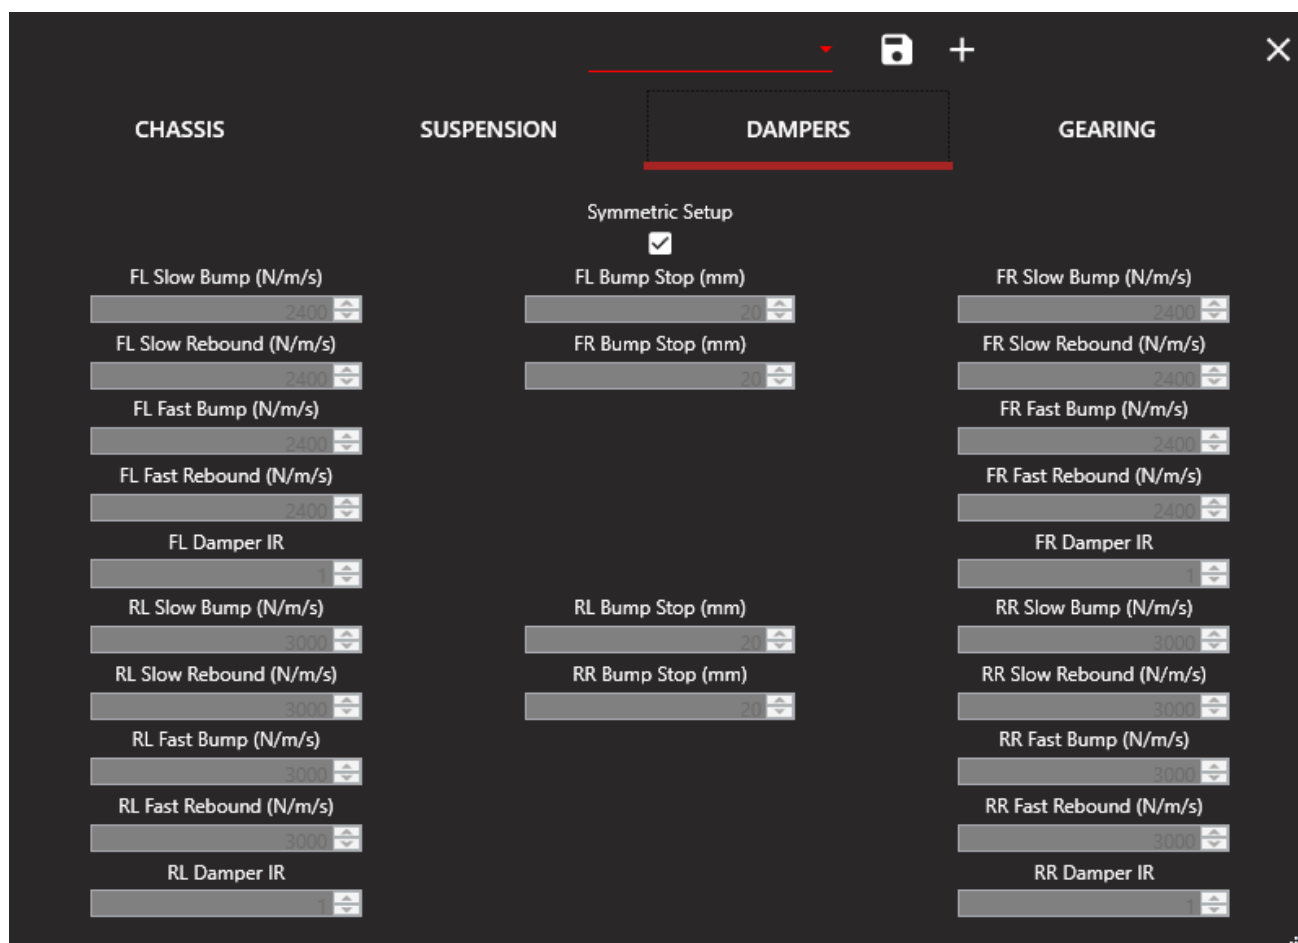 CHASSIS SUSPENSION DAMPERS GEARING
Symmetric Setup
FL Slow Bump (N/m/s) FL Bump Stop (mm) FR Slow Bump (N/m/s)
2400 20 2400
FL Slow Rebound (N/m/s) FR Bump Stop (mm) FR Slow Rebound (N/m/s)
2400 20 2400
FL Fast Bump (N/m/s) FR Fast Bump (N/m/s)
2400 2400
FL Fast Rebound (N/m/s) FR Fast Rebound (N/m/s)
2400 2400
FL Damper IR FR Damper IR
1 1
RL Slow Bump (N/m/s) RL Bump Stop (mm) RR Slow Bump (N/m/s)
3000 20 3000
RL Slow Rebound (N/m/s) RR Bump Stop (mm) RR Slow Rebound (N/m/s)
3000 20 3000
RL Fast Bump (N/m/s) RR Fast Bump (N/m/s)
3000 3000
RL Fast Rebound (N/m/s) RR Fast Rebound (N/m/s)
3000 3000
RL Damper IR RR Damper IR
1 1